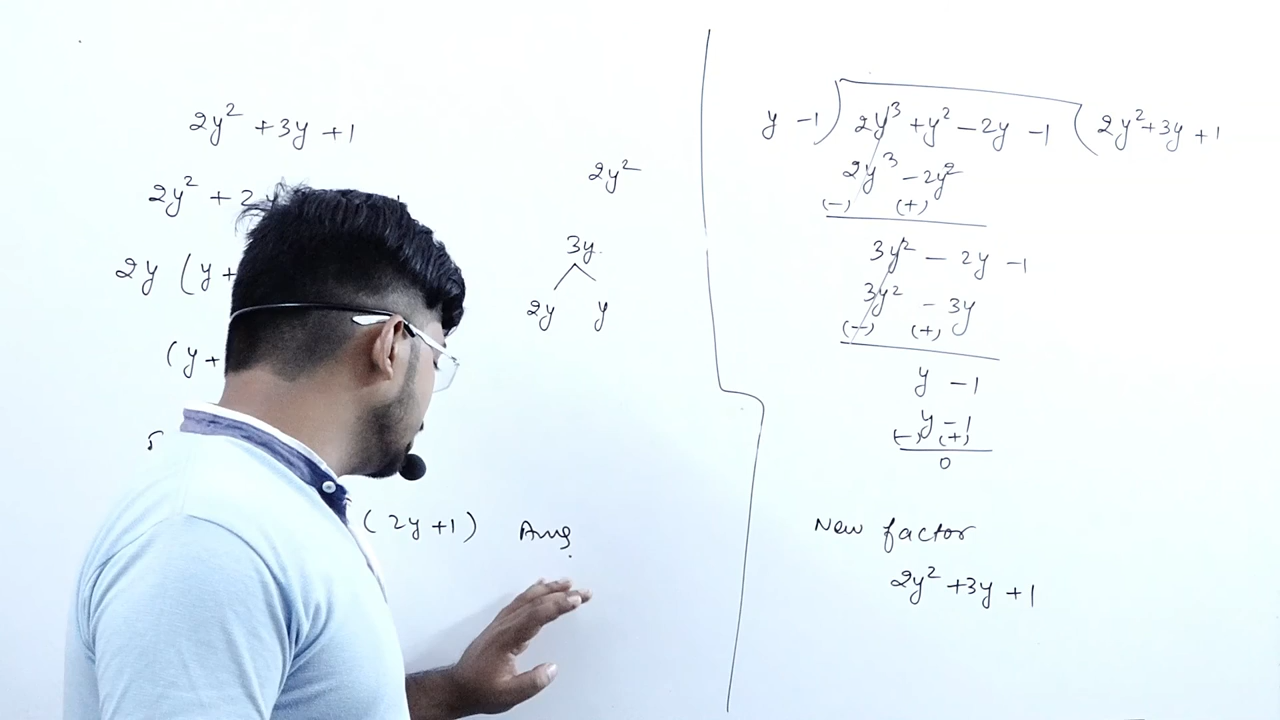 2y² + 3y + 1
2y² + 2y
2y (y+
(y+
(2y +1) Ans
2y²
3y.
2y y
y -1) 2y³ + y² - 2y - 1 ( 2y² + 3y + 1
2y³ - 2y²
(-) (+)
3y² - 2y - 1
3y² - 3y
(-) (+)
y - 1
y - 1
(-) (+)
0
New factor
2y² + 3y + 1